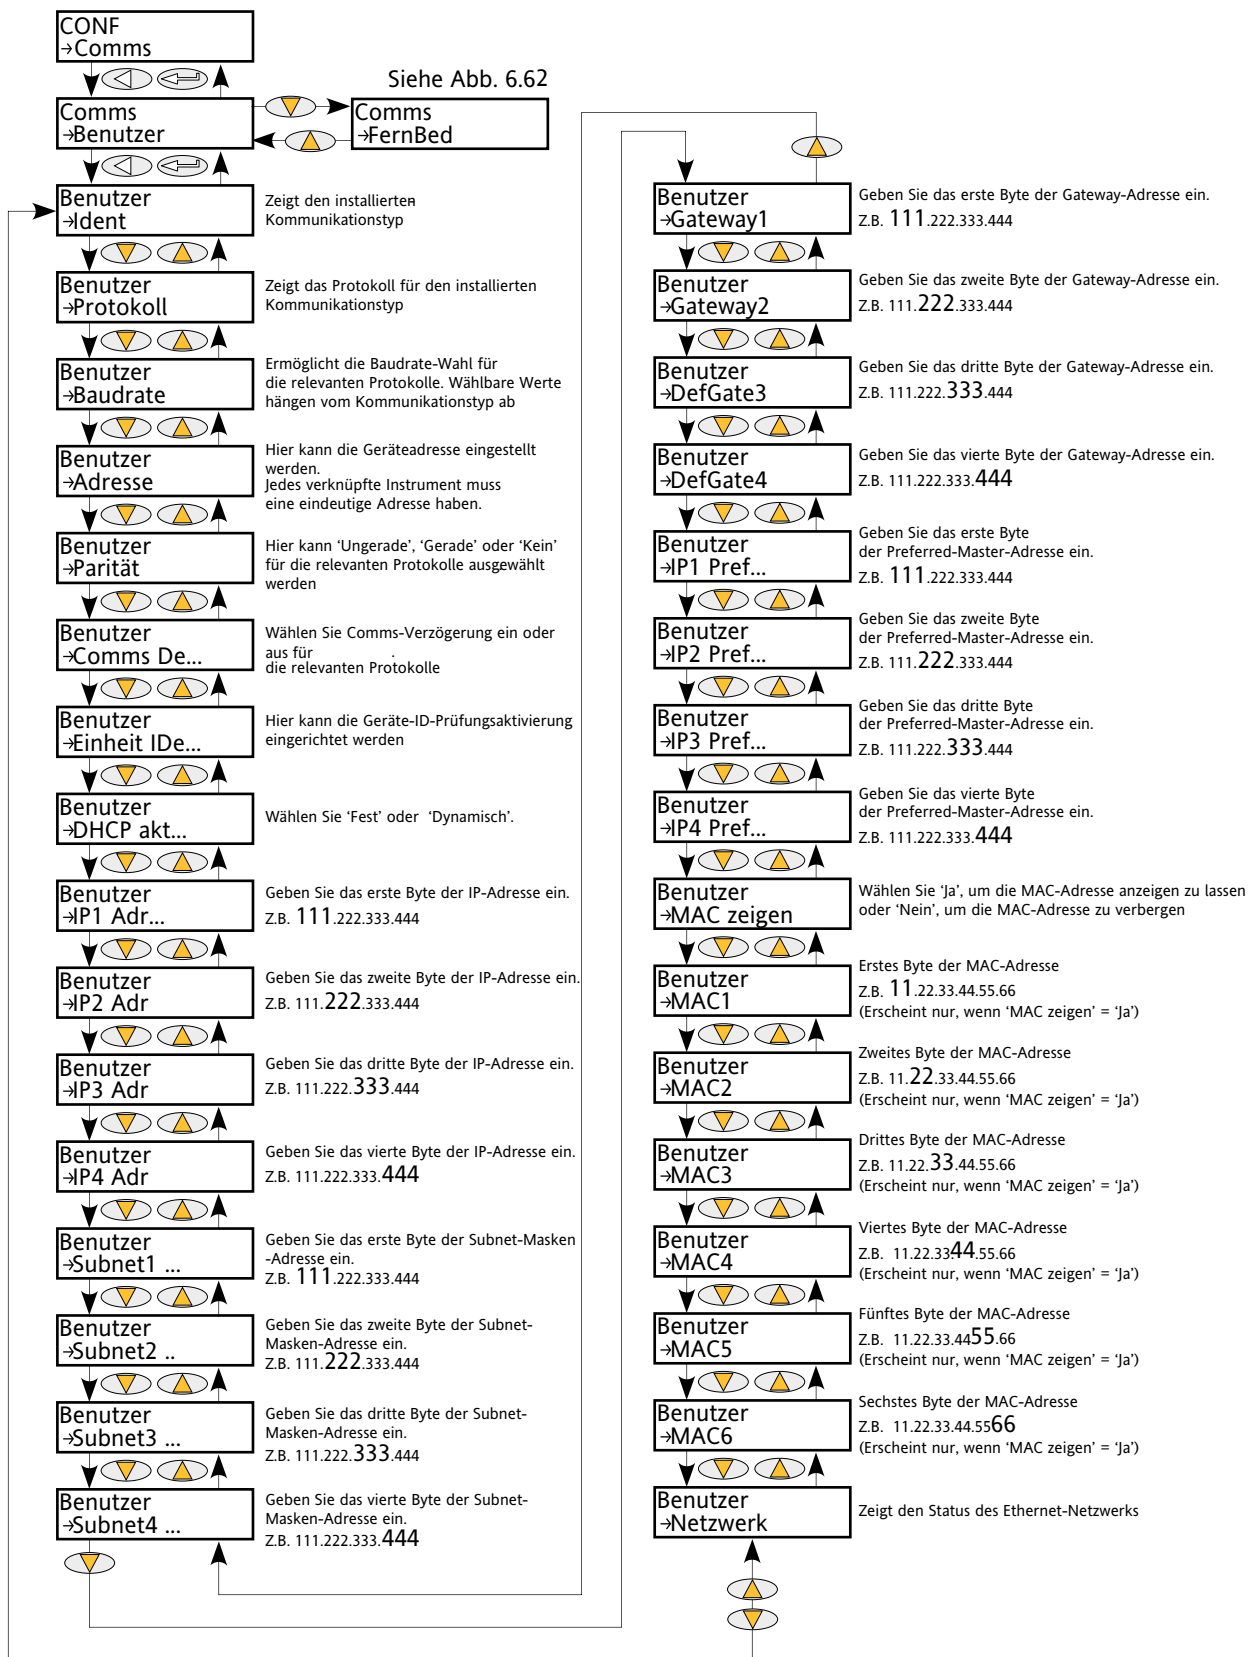 CONF
→Comms
Siehe Abb. 6.62
Comms
→Benutzer
Comms
→FernBed
Benutzer
→Ident
Zeigt den installierten
Kommunikationstyp
Benutzer
→Protokoll
Zeigt das Protokoll für den installierten
Kommunikationstyp
Benutzer
→Baudrate
Ermöglicht die Baudrate-Wahl für
die relevanten Protokolle. Wählbare Werte
hängen vom Kommunikationstyp ab
Benutzer
→Adresse
Hier kann die Geräteadresse eingestellt
werden.
Jedes verknüpfte Instrument muss
eine eindeutige Adresse haben.
Benutzer
→Parität
Hier kann ‘Ungerade’, ‘Gerade’ oder ‘Kein’
für die relevanten Protokolle ausgewählt
werden
Benutzer
→Comms De...
Wählen Sie Comms-Verzögerung ein oder
aus für .
die relevanten Protokolle
Benutzer
→Einheit IDe...
Hier kann die Geräte-ID-Prüfungsaktivierung
eingerichtet werden
Benutzer
→DHCP akt...
Wählen Sie ‘Fest’ oder ‘Dynamisch’.
Benutzer
→IP1 Adr...
Geben Sie das erste Byte der IP-Adresse ein.
Z.B. 111.222.333.444
Benutzer
→IP2 Adr
Geben Sie das zweite Byte der IP-Adresse ein.
Z.B. 111.222.333.444
Benutzer
→IP3 Adr
Geben Sie das dritte Byte der IP-Adresse ein.
Z.B. 111.222.333.444
Benutzer
→IP4 Adr
Geben Sie das vierte Byte der IP-Adresse ein.
Z.B. 111.222.333.444
Benutzer
→Subnet1 ...
Geben Sie das erste Byte der Subnet-Masken
-Adresse ein.
Z.B. 111.222.333.444
Benutzer
→Subnet2 ..
Geben Sie das zweite Byte der Subnet-
Masken-Adresse ein.
Z.B. 111.222.333.444
Benutzer
→Subnet3 ...
Geben Sie das dritte Byte der Subnet-
Masken-Adresse ein.
Z.B. 111.222.333.444
Benutzer
→Subnet4 ...
Geben Sie das vierte Byte der Subnet-
Masken-Adresse ein.
Z.B. 111.222.333.444
Benutzer
→Gateway1
Geben Sie das erste Byte der Gateway-Adresse ein.
Z.B. 111.222.333.444
Benutzer
→Gateway2
Geben Sie das zweite Byte der Gateway-Adresse ein.
Z.B. 111.222.333.444
Benutzer
→DefGate3
Geben Sie das dritte Byte der Gateway-Adresse ein.
Z.B. 111.222.333.444
Benutzer
→DefGate4
Geben Sie das vierte Byte der Gateway-Adresse ein.
Z.B. 111.222.333.444
Benutzer
→IP1 Pref...
Geben Sie das erste Byte
der Preferred-Master-Adresse ein.
Z.B. 111.222.333.444
Benutzer
→IP2 Pref...
Geben Sie das zweite Byte
der Preferred-Master-Adresse ein.
Z.B. 111.222.333.444
Benutzer
→IP3 Pref...
Geben Sie das dritte Byte
der Preferred-Master-Adresse ein.
Z.B. 111.222.333.444
Benutzer
→IP4 Pref...
Geben Sie das vierte Byte
der Preferred-Master-Adresse ein.
Z.B. 111.222.333.444
Benutzer
→MAC zeigen
Wählen Sie ‘Ja’, um die MAC-Adresse anzeigen zu lassen
oder ‘Nein’, um die MAC-Adresse zu verbergen
Benutzer
→MAC1
Erstes Byte der MAC-Adresse
Z.B. 11.22.33.44.55.66
(Erscheint nur, wenn ‘MAC zeigen’ = ‘Ja’)
Benutzer
→MAC2
Zweites Byte der MAC-Adresse
Z.B. 11.22.33.44.55.66
(Erscheint nur, wenn ‘MAC zeigen’ = ‘Ja’)
Benutzer
→MAC3
Drittes Byte der MAC-Adresse
Z.B. 11.22.33.44.55.66
(Erscheint nur, wenn ‘MAC zeigen’ = ‘Ja’)
Benutzer
→MAC4
Viertes Byte der MAC-Adresse
Z.B. 11.22.3344.55.66
(Erscheint nur, wenn ‘MAC zeigen’ = ‘Ja’)
Benutzer
→MAC5
Fünftes Byte der MAC-Adresse
Z.B. 11.22.33.4455.66
(Erscheint nur, wenn ‘MAC zeigen’ = ‘Ja’)
Benutzer
→MAC6
Sechstes Byte der MAC-Adresse
Z.B. 11.22.33.44.5566
(Erscheint nur, wenn ‘MAC zeigen’ = ‘Ja’)
Benutzer
→Netzwerk
Zeigt den Status des Ethernet-Netzwerks